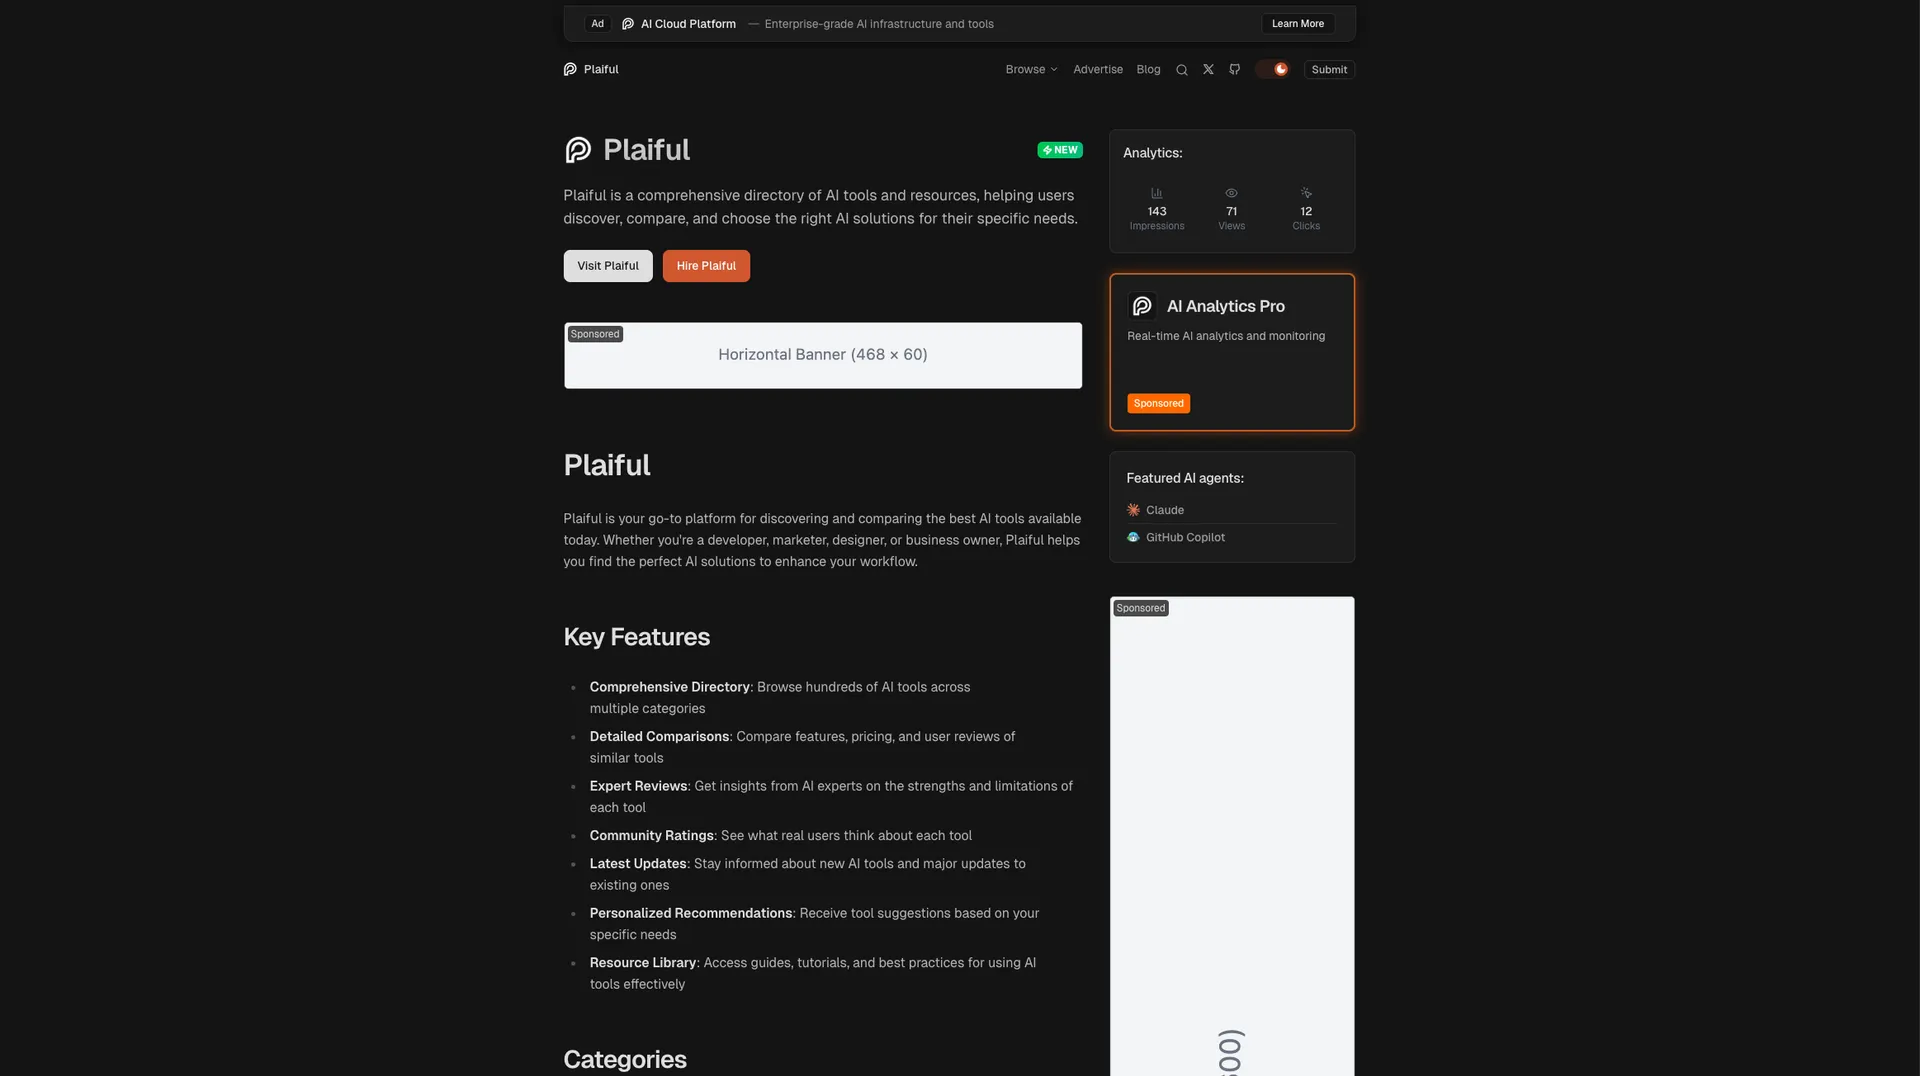 Ad AI Cloud Platform — Enterprise-grade AI infrastructure and tools Learn More
Plaiful Browse Advertise Blog Submit
Plaiful NEW
Plaiful is a comprehensive directory of AI tools and resources, helping users
discover, compare, and choose the right AI solutions for their specific needs.
Visit Plaiful Hire Plaiful
Sponsored
Horizontal Banner (468 × 60)
Plaiful
Plaiful is your go-to platform for discovering and comparing the best AI tools available
today. Whether you're a developer, marketer, designer, or business owner, Plaiful helps
you find the perfect AI solutions to enhance your workflow.
Key Features
Comprehensive Directory: Browse hundreds of AI tools across
multiple categories
Detailed Comparisons: Compare features, pricing, and user reviews of
similar tools
Expert Reviews: Get insights from AI experts on the strengths and limitations of
each tool
Community Ratings: See what real users think about each tool
Latest Updates: Stay informed about new AI tools and major updates to
existing ones
Personalized Recommendations: Receive tool suggestions based on your
specific needs
Resource Library: Access guides, tutorials, and best practices for using AI
tools effectively
Categories
Analytics:
143 71 12
Impressions Views Clicks
AI Analytics Pro
Real-time AI analytics and monitoring
Sponsored
Featured AI agents:
Claude
GitHub Copilot
Sponsored